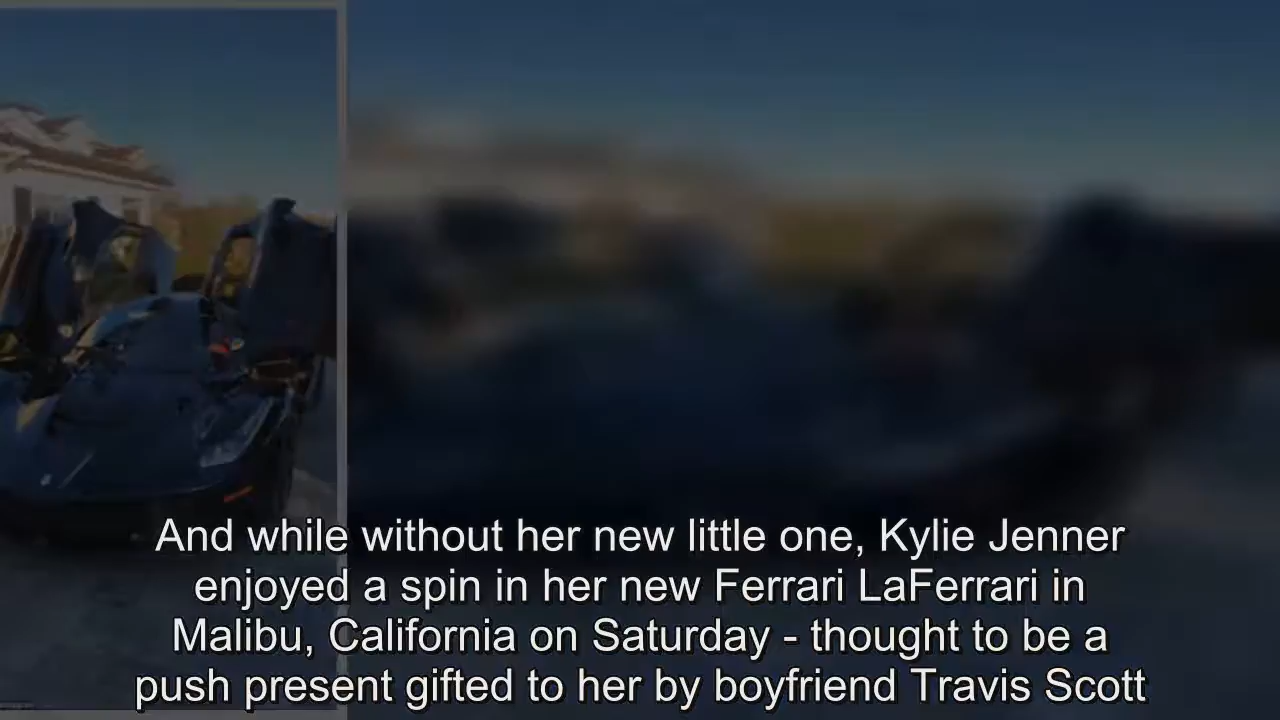 And while without her new little one, Kylie Jenner
enjoyed a spin in her new Ferrari LaFerrari in
Malibu, California on Saturday - thought to be a
push present gifted to her by boyfriend Travis Scott